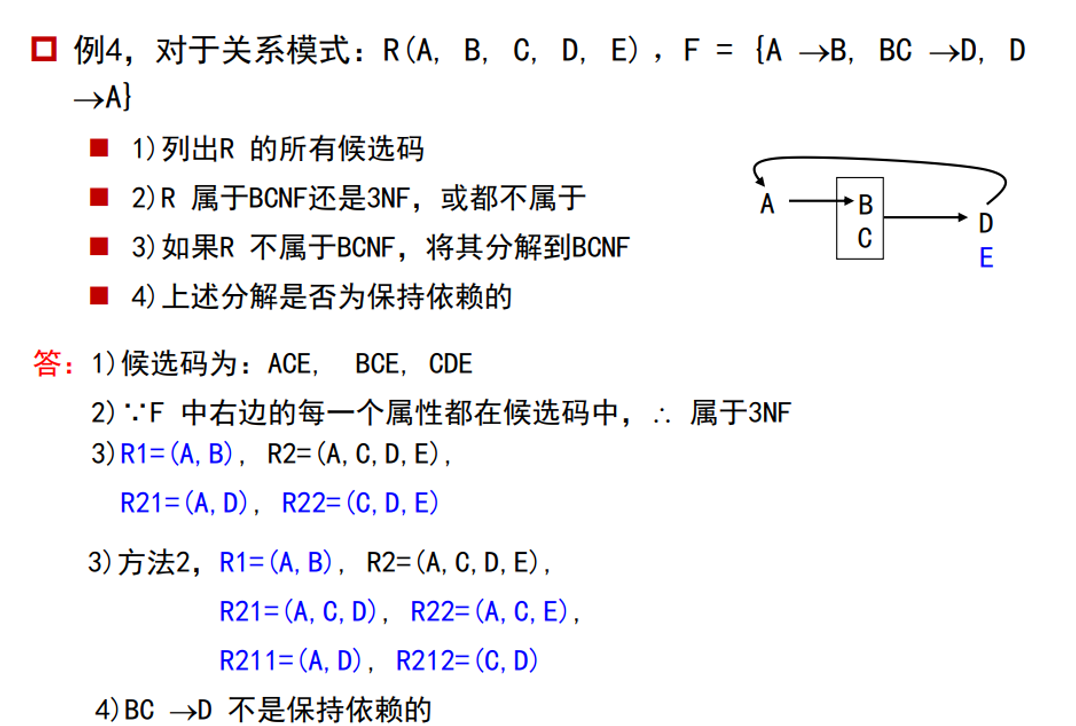 例4，对于关系模式：R(A, B, C, D, E)，F = {A →B, BC →D, D
→A}
1)列出R 的所有候选码
2)R 属于BCNF还是3NF，或都不属于
3)如果R 不属于BCNF，将其分解到BCNF
4)上述分解是否为保持依赖的
A
B
C
D
E
答：1)候选码为：ACE, BCE, CDE
2)∵F 中右边的每一个属性都在候选码中，∴ 属于3NF
3)R1=(A,B), R2=(A,C,D,E),
R21=(A,D), R22=(C,D,E)
3)方法2，R1=(A,B), R2=(A,C,D,E),
R21=(A,C,D), R22=(A,C,E),
R211=(A,D), R212=(C,D)
4)BC →D 不是保持依赖的